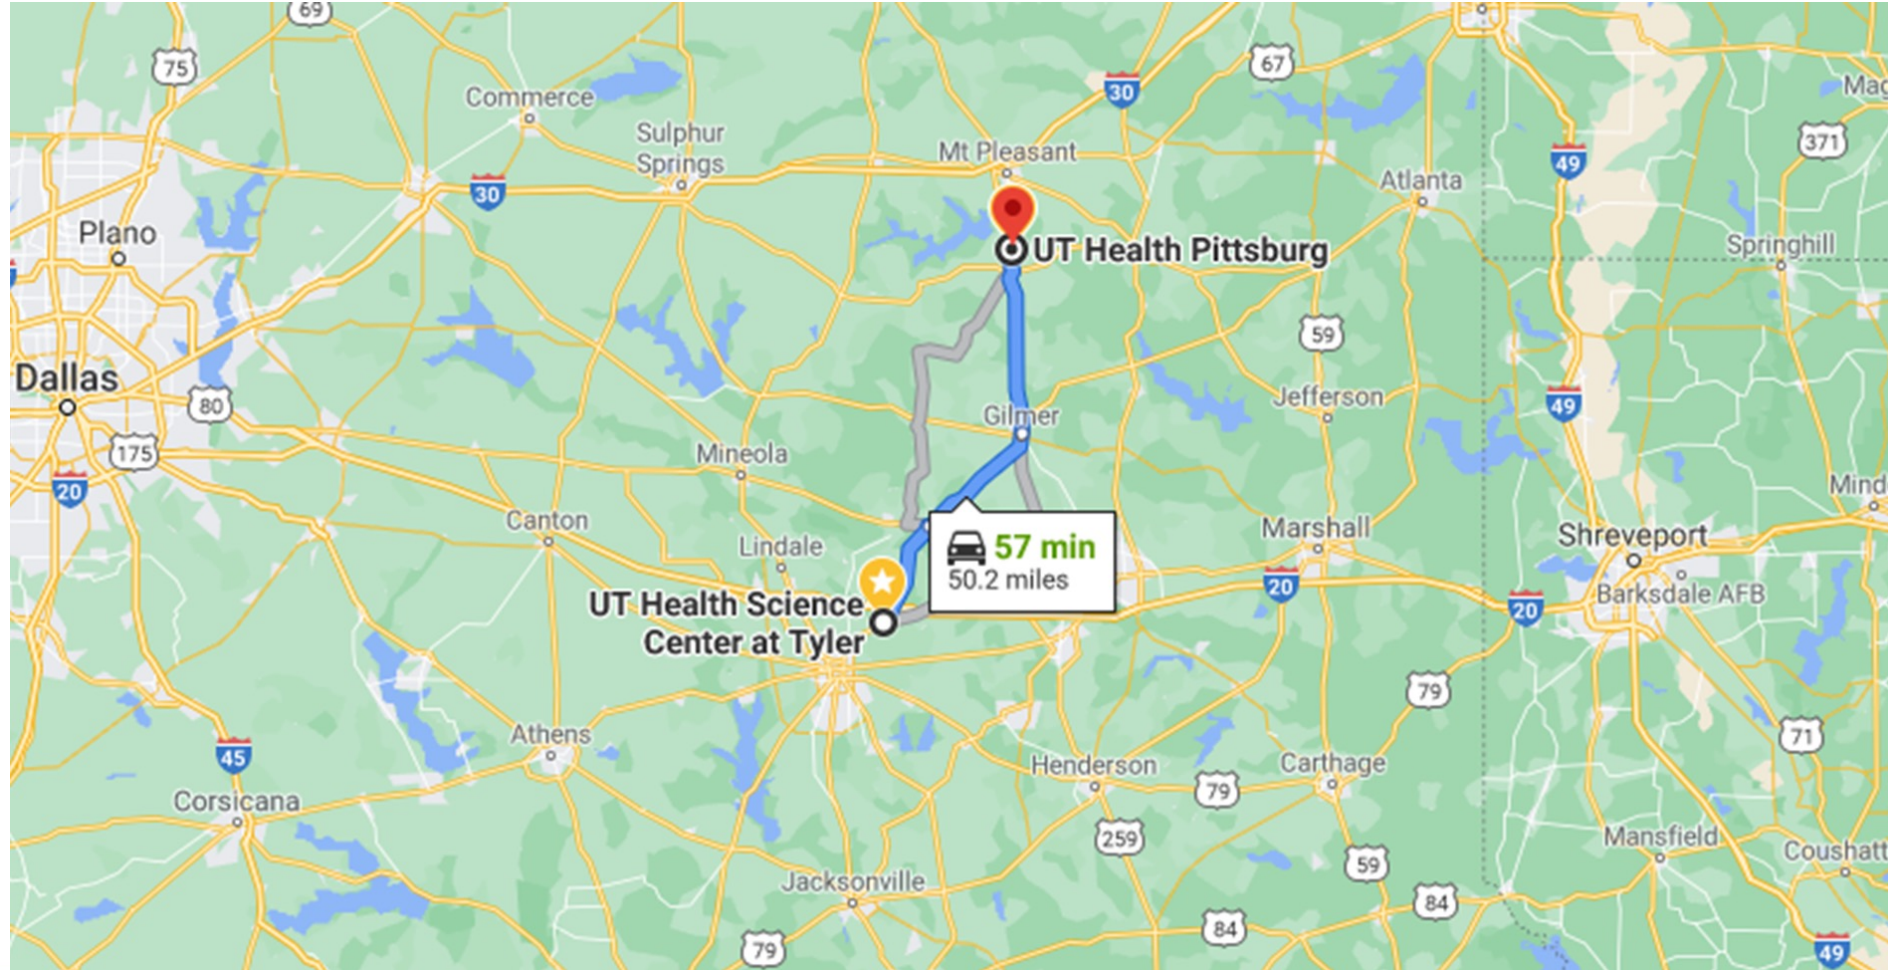 69
75
67
Commerce
30
Mag
Sulphur
Springs
371
Mt Pleasant
49
30
Atlanta
Plano
Springhill
UT Health Pittsburg
59
Dallas
80
Jefferson
49
Gilmer
175
Mineola
20
Mind
Canton
Marshall
Shreveport
Lindale
57 min
50.2 miles
20
20
Barksdale AFB
UT Health Science
Center at Tyler
79
Athens
71
45
Henderson
Carthage
79
Corsicana
259
Mansfield
Coushatt
59
Jacksonville
84
84
79
49